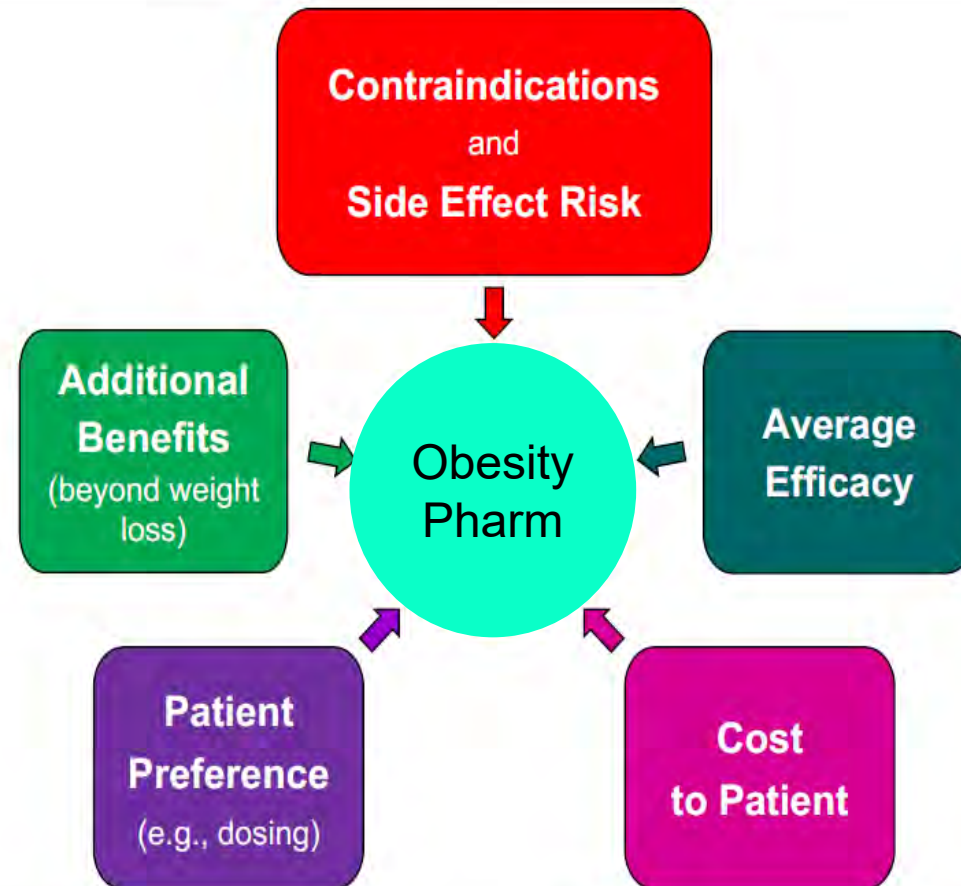 Contraindications
and
Side Effect Risk
Additional
Benefits
(beyond weight
loss)
Obesity
Pharm
Average
Efficacy
Patient
Preference
(e.g., dosing)
Cost
to Patient